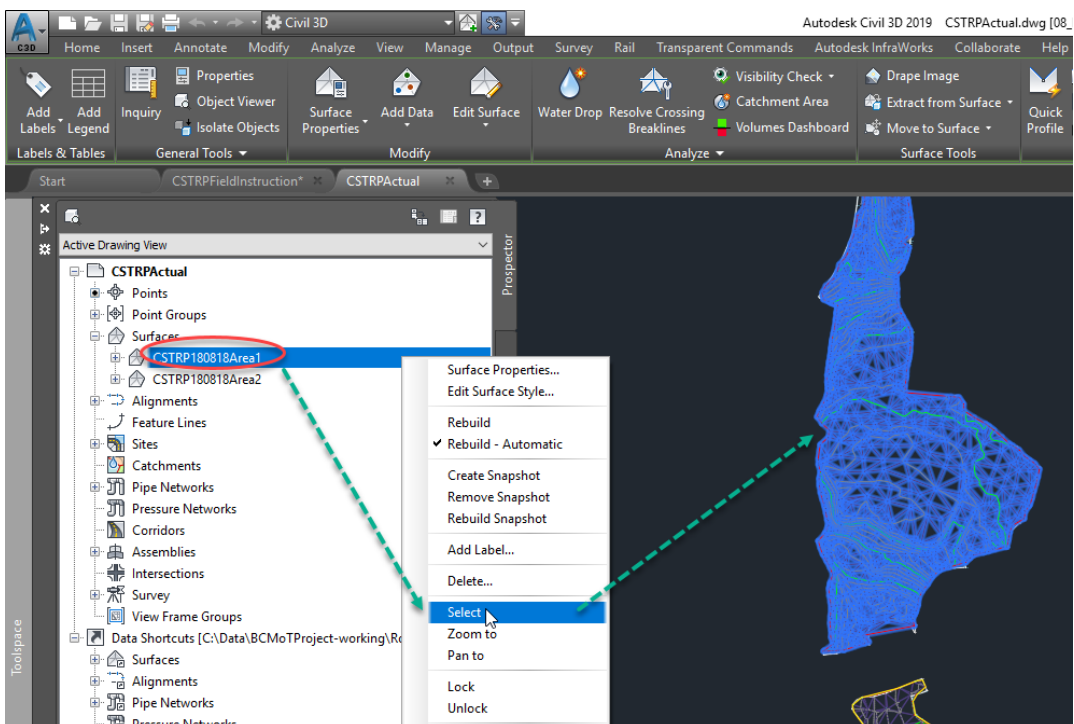 Civil 3D
Autodesk Civil 3D 2019 CSTRPActual.dwg [08_
C3D
Home Insert Annotate Modify Analyze View Manage Output Survey Rail Transparent Commands Autodesk InfraWorks Collaborate Help
Add Labels
Add Legend
Inquiry
Properties
Object Viewer
Isolate Objects
Surface Properties
Add Data
Edit Surface
Water Drop
Resolve Crossing Breaklines
Visibility Check
Catchment Area
Volumes Dashboard
Drape Image
Extract from Surface
Move to Surface
Quick Profile
Labels & Tables General Tools Modify Analyze Surface Tools
Start CSTRPFieldInstruction* CSTRPActual
Active Drawing View
Prospector
CSTRPActual
Points
Point Groups
Surfaces
CSTRP180818Area1
CSTRP180818Area2
Alignments
Feature Lines
Sites
Catchments
Pipe Networks
Pressure Networks
Corridors
Assemblies
Intersections
Survey
View Frame Groups
Data Shortcuts [C:\Data\BCMoTProject-working\Ro
Surfaces
Alignments
Pipe Networks
Pressure Networks
Toolspace
Surface Properties...
Edit Surface Style...
Rebuild
Rebuild - Automatic
Create Snapshot
Remove Snapshot
Rebuild Snapshot
Add Label...
Delete...
Select
Zoom to
Pan to
Lock
Unlock